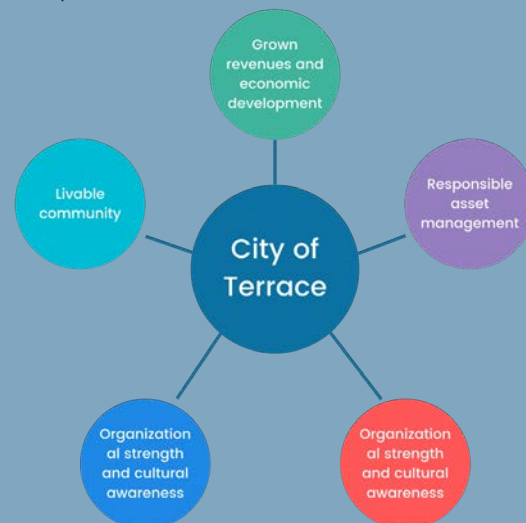 Grown
revenues and
economic
development
Livable
community
Responsible
asset
management
City of
Terrace
Organization
al strength
and cultural
awareness
Organization
al strength
and cultural
awareness